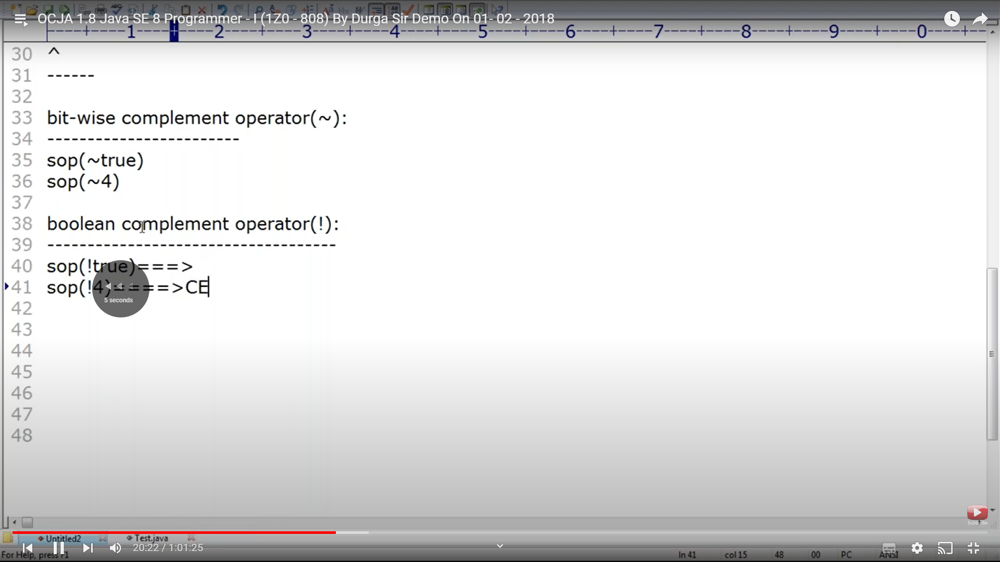 OCJA 1.8 Java SE 8 Programmer - I (1Z0 - 808) By Durga Sir Demo On 01- 02 - 2018
|----+----1----+----2----+----3----+----4----+----5----+----6----+----7----+----8----+----9----+----0----+--
30 ^
31 ------
32
33 bit-wise complement operator(~):
34 ------------------------
35 sop(~true)
36 sop(~4)
37
38 boolean complement operator(!):
39 ------------------------------------
40 sop(!true)===>
41 sop(!4)====>CE
5 seconds
42
43
44
45
46
47
48
Subscribe
Untitled2 Test.java
20:22 / 1:01:25
For Help, press F1 ln 41 col 15 48 00 PC ANSI